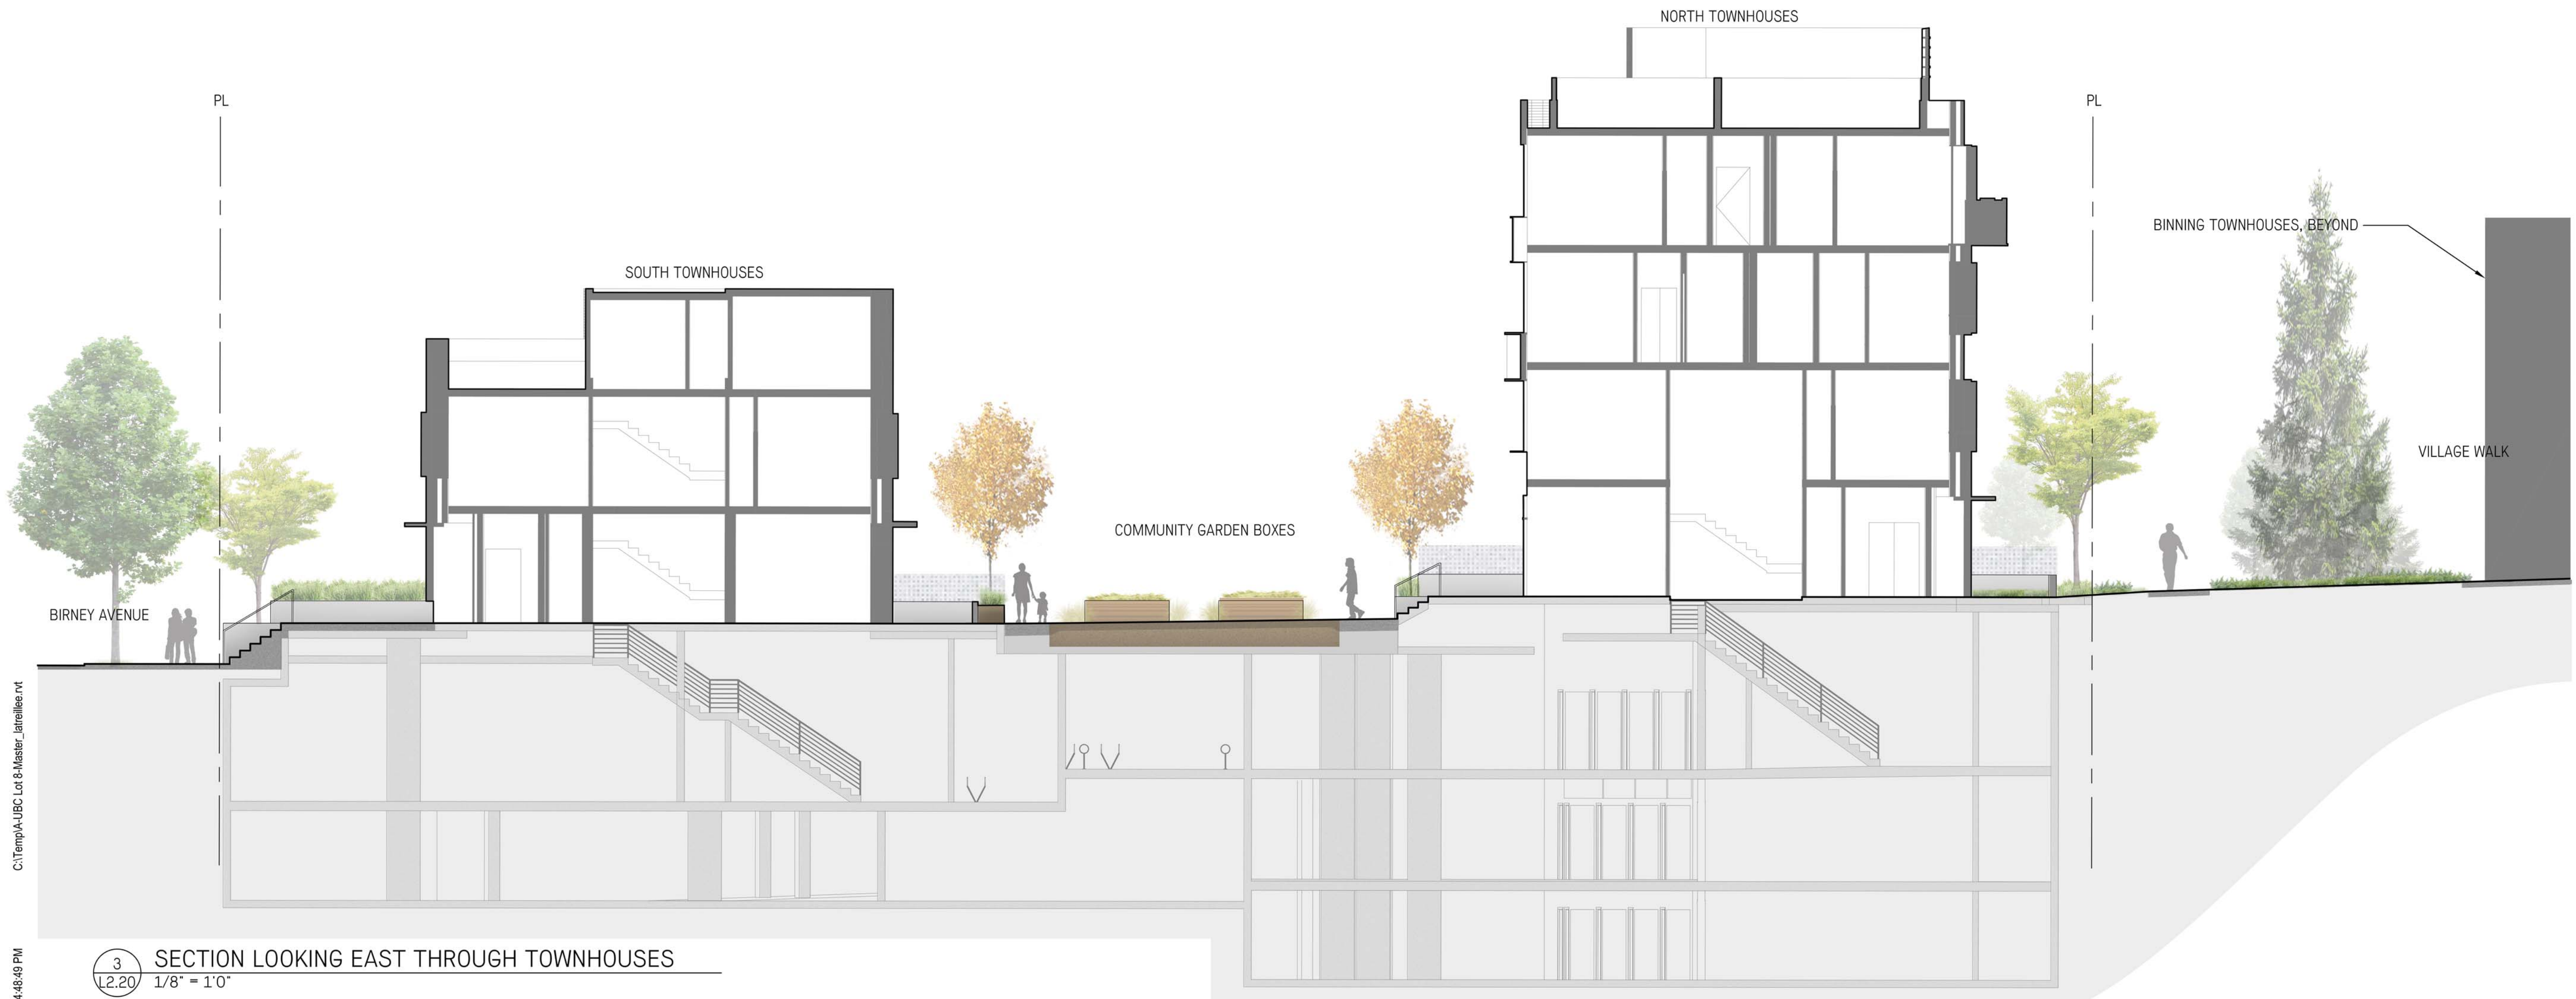 NORTH TOWNHOUSES
PL
PL
BINNING TOWNHOUSES, BEYOND
SOUTH TOWNHOUSES
VILLAGE WALK
COMMUNITY GARDEN BOXES
BIRNEY AVENUE
C:\Temp\A-UBC Lot 8-Master_latreillee.rvt
4:48:49 PM
3
L2.20
SECTION LOOKING EAST THROUGH TOWNHOUSES
1/8" = 1'0"